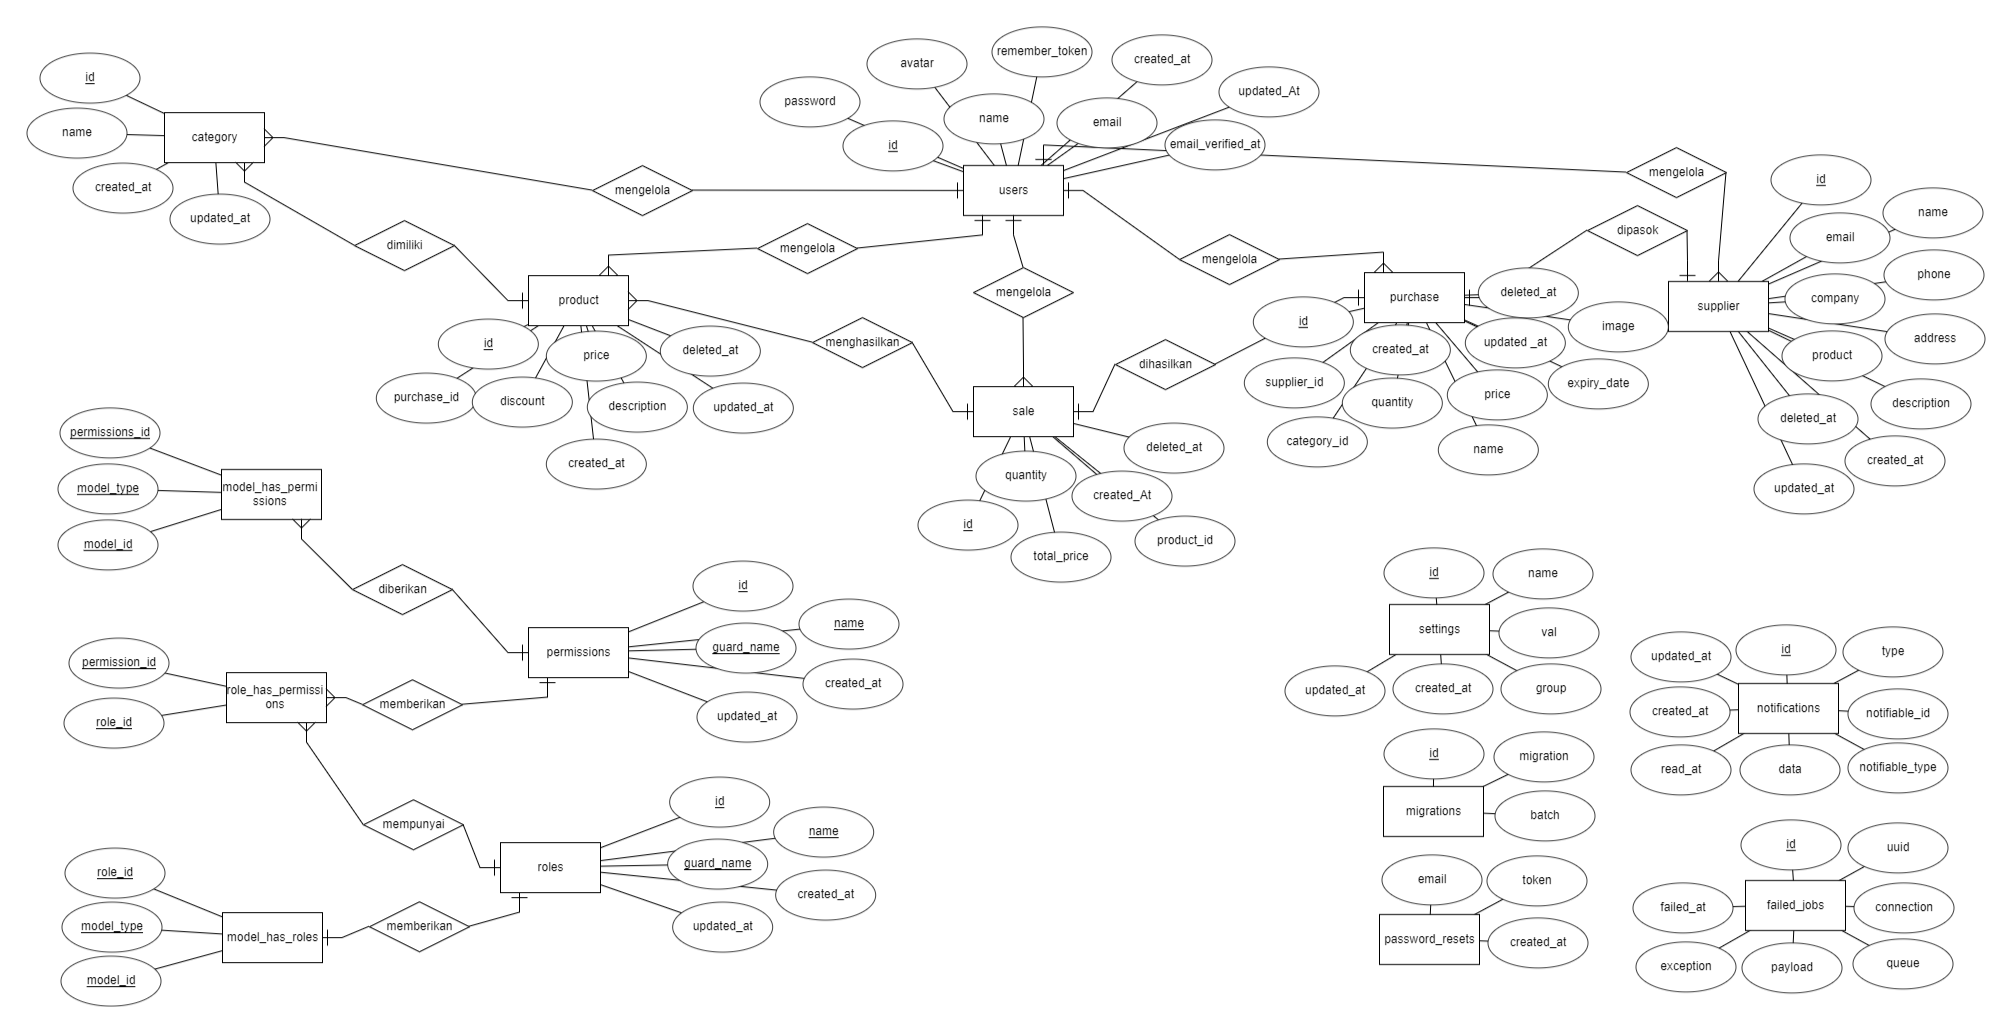 remember_token
created_at
avatar
id
updated_At
password
name
email
name
category
id
email_verified_at
mengelola
id
created_at
mengelola
users
name
updated_at
dipasok
email
dimiliki
mengelola
mengelola
phone
mengelola
deleted_at
company
product
purchase
supplier
id
image
address
id
menghasilkan
created_at
updated _at
price
deleted_at
product
dihasilkan
supplier_id
expiry_date
purchase_id
discount
description
updated_at
sale
quantity
price
description
deleted_at
permissions_id
category_id
name
deleted_at
created_at
created_at
model_type
model_has_permi
ssions
quantity
created_At
updated_at
id
product_id
model_id
total_price
diberikan
id
id
name
name
settings
val
permission_id
permissions
guard_name
updated_at
id
type
role_has_permissi
ons
created_at
updated_at
created_at
group
role_id
memberikan
updated_at
created_at
notifications
notifiable_id
id
migration
read_at
data
notifiable_type
id
migrations
batch
mempunyai
name
id
uuid
role_id
roles
guard_name
created_at
email
token
failed_at
failed_jobs
connection
model_type
model_has_roles
memberikan
updated_at
password_resets
created_at
model_id
exception
payload
queue